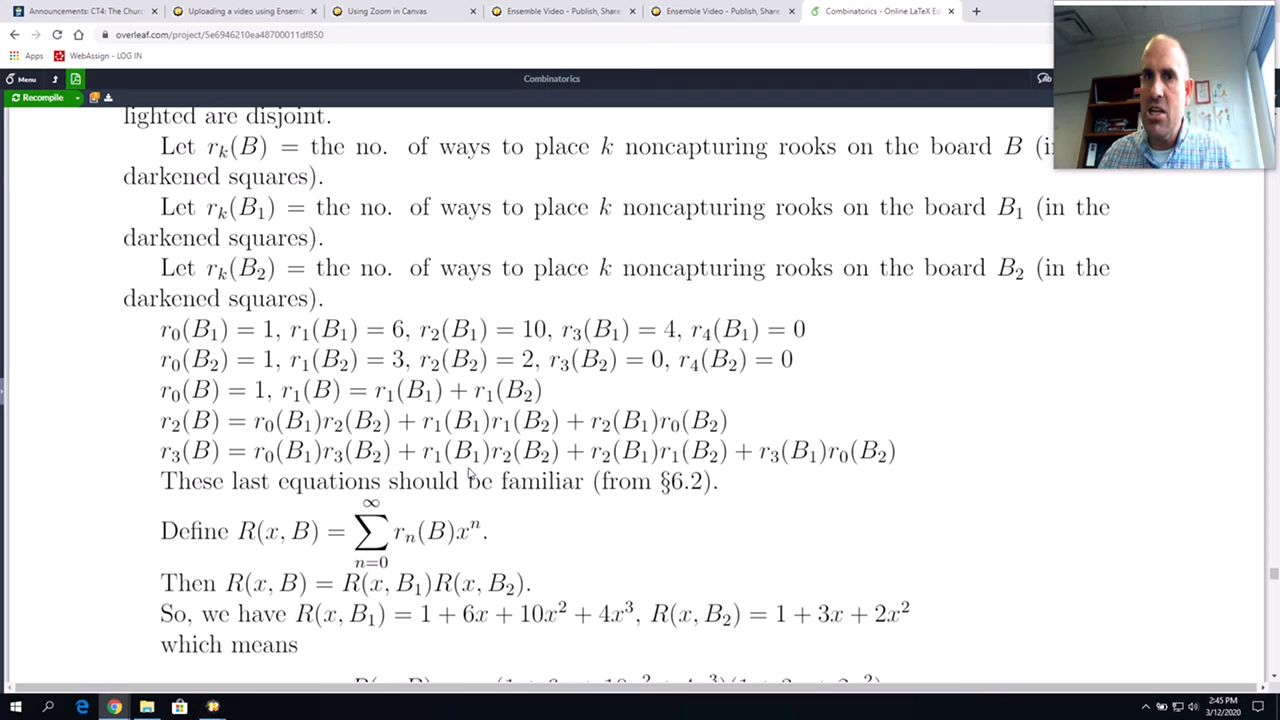 Announcements: CT4: The Church
Uploading a video using Ensemb
Using Zoom in Canvas
Ensemble Video - Publish, Share,
Ensemble Video - Publish, Share,
Combinatorics - Online LaTeX Ed
overleaf.com/project/5e6946210ea48700011df850
Apps WebAssign - LOG IN
Menu Combinatorics
Recompile
lighted are disjoint.
Let r_k(B) = the no. of ways to place k noncapturing rooks on the board B (in
darkened squares).
Let r_k(B_1) = the no. of ways to place k noncapturing rooks on the board B_1 (in the
darkened squares).
Let r_k(B_2) = the no. of ways to place k noncapturing rooks on the board B_2 (in the
darkened squares).
r_0(B_1) = 1, r_1(B_1) = 6, r_2(B_1) = 10, r_3(B_1) = 4, r_4(B_1) = 0
r_0(B_2) = 1, r_1(B_2) = 3, r_2(B_2) = 2, r_3(B_2) = 0, r_4(B_2) = 0
r_0(B) = 1, r_1(B) = r_1(B_1) + r_1(B_2)
r_2(B) = r_0(B_1)r_2(B_2) + r_1(B_1)r_1(B_2) + r_2(B_1)r_0(B_2)
r_3(B) = r_0(B_1)r_3(B_2) + r_1(B_1)r_2(B_2) + r_2(B_1)r_1(B_2) + r_3(B_1)r_0(B_2)
These last equations should be familiar (from §6.2).
Define R(x, B) = ∑_{n=0}^{∞} r_n(B)x^n.
Then R(x, B) = R(x, B_1)R(x, B_2).
So, we have R(x, B_1) = 1 + 6x + 10x^2 + 4x^3, R(x, B_2) = 1 + 3x + 2x^2
which means
2:45 PM
3/12/2020